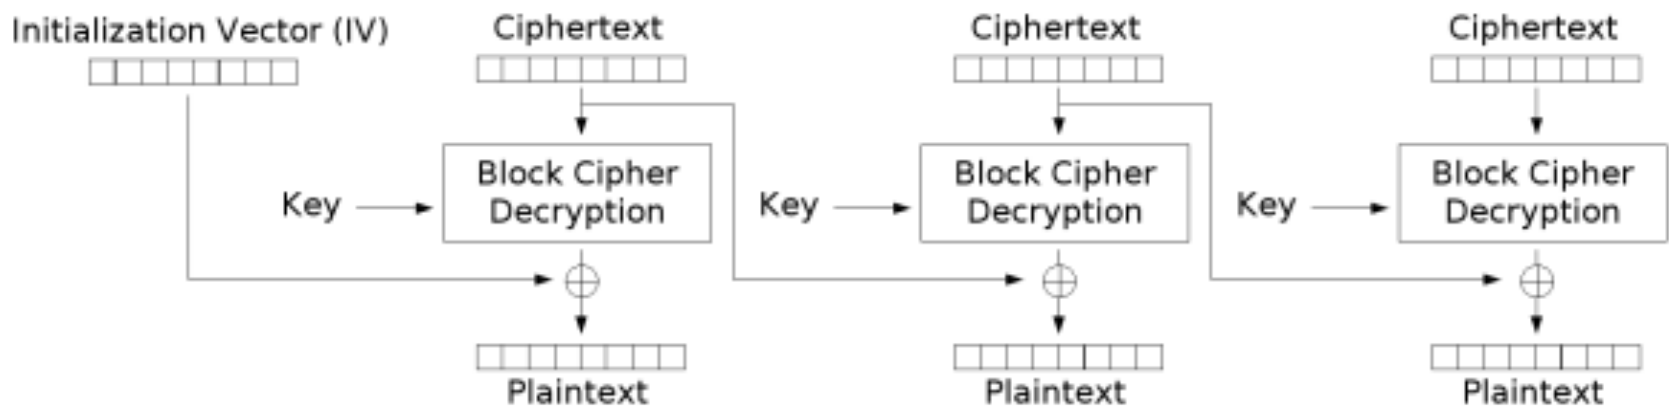 Initialization Vector (IV)
Ciphertext
Ciphertext
Ciphertext
Key
Block Cipher
Decryption
Key
Block Cipher
Decryption
Key
Block Cipher
Decryption
Plaintext
Plaintext
Plaintext